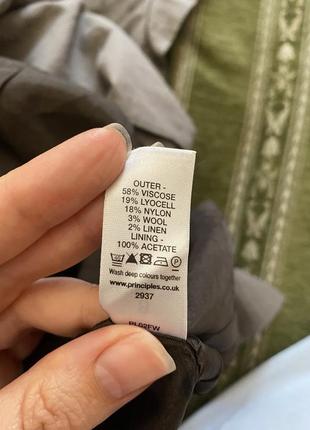 OUTER -
58% VISCOSE
19% LYOCELL
18% NYLON
3% WOOL
2% LINEN
LINING -
100% ACETATE
Wash deep colours together
www.principles.co.uk
2937